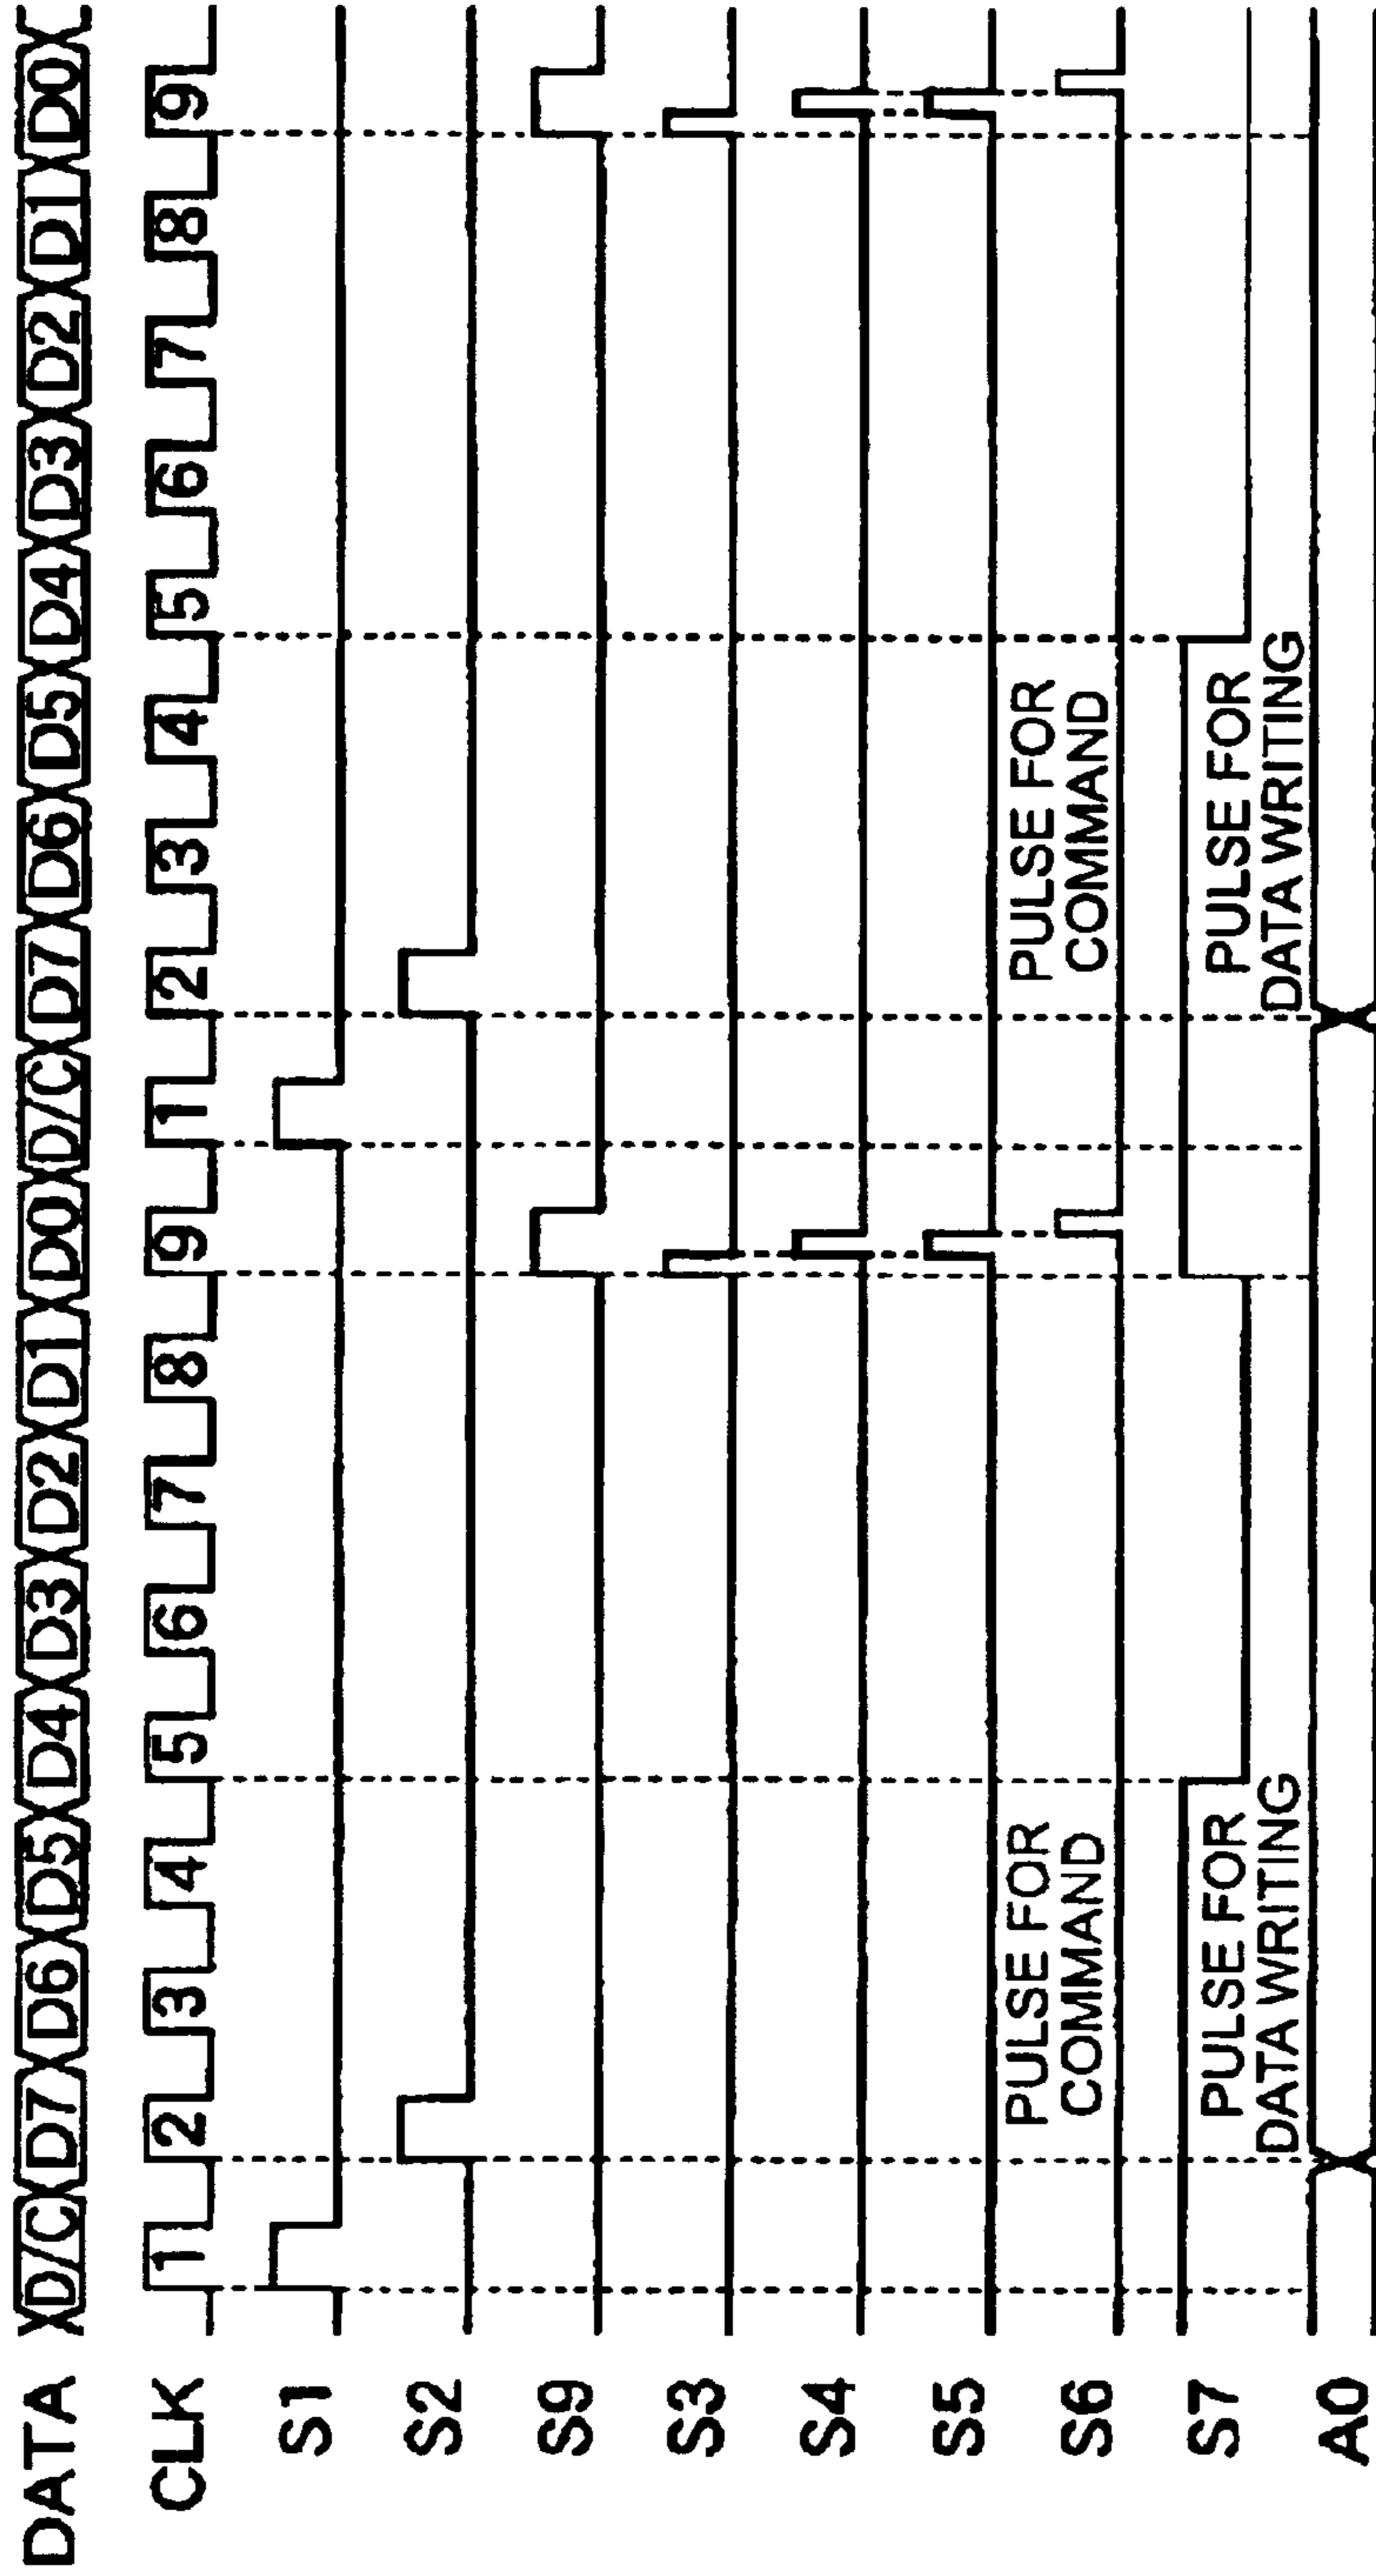 DATA D/C D7 D6 D5 D4 D3 D2 D1 D0 D/C D7 D6 D5 D4 D3 D2 D1 D0
CLK 1 2 3 4 5 6 7 8 9 1 2 3 4 5 6 7 8 9
S1
S2
S9
S3
S4
S5
PULSE FOR PULSE FOR
COMMAND COMMAND
S6
S7
PULSE FOR PULSE FOR
DATA WRITING DATA WRITING
A0